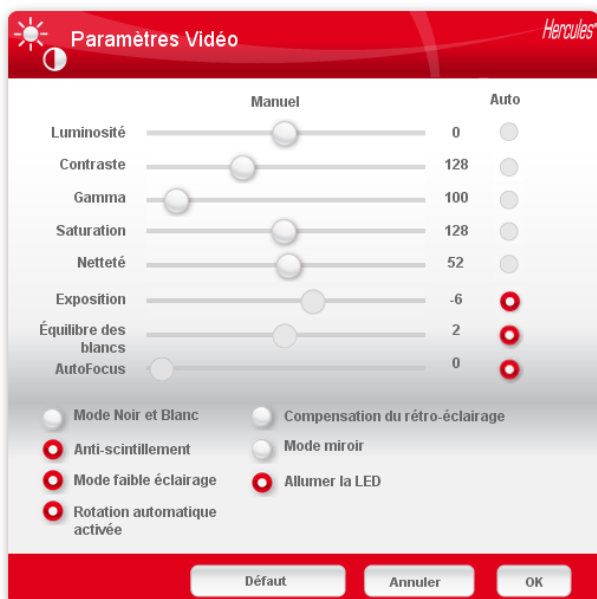 Paramètres Vidéo
Hercules™
Manuel
Auto
Luminosité 0
Contraste 128
Gamma 100
Saturation 128
Netteté 52
Exposition -6
Équilibre des
blancs 2
AutoFocus 0
Mode Noir et Blanc
Compensation du rétro-éclairage
Anti-scintillement
Mode miroir
Mode faible éclairage
Allumer la LED
Rotation automatique
activée
Défaut
Annuler
OK